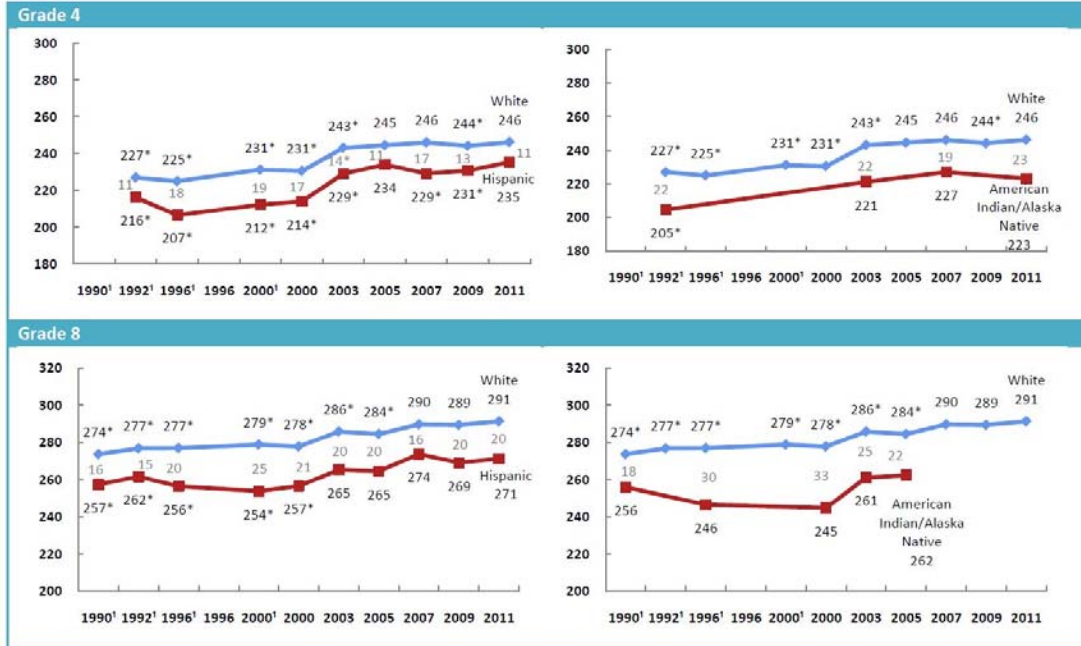 Grade 4
300
280
260
240
220
200
180
White
227* 225* 231* 231* 243* 245 246 244* 246
11 18 19 17 14* 11 17 13 11
Hispanic
216* 207* 212* 214* 229* 234 229* 231* 235
1990¹ 1992¹ 1996¹ 1996 2000¹ 2000 2003 2005 2007 2009 2011
300
280
260
240
220
200
180
White
227* 225* 231* 231* 243* 245 246 244* 246
22 22 19 23
American
Indian/Alaska
Native
205* 221 227 223
1990¹ 1992¹ 1996¹ 1996 2000¹ 2000 2003 2005 2007 2009 2011
Grade 8
320
300
280
260
240
220
200
White
274* 277* 277* 279* 278* 286* 284* 290 289 291
16 15 20 25 21 20 20 16 20 20
Hispanic
257* 262* 256* 254* 257* 265 265 274 269 271
1990¹ 1992¹ 1996¹ 1996 2000¹ 2000 2003 2005 2007 2009 2011
320
300
280
260
240
220
200
White
274* 277* 277* 279* 278* 286* 284* 290 289 291
18 30 33 25 22
256 246 245 261
American
Indian/Alaska
Native
262
1990¹ 1992¹ 1996¹ 1996 2000¹ 2000 2003 2005 2007 2009 2011